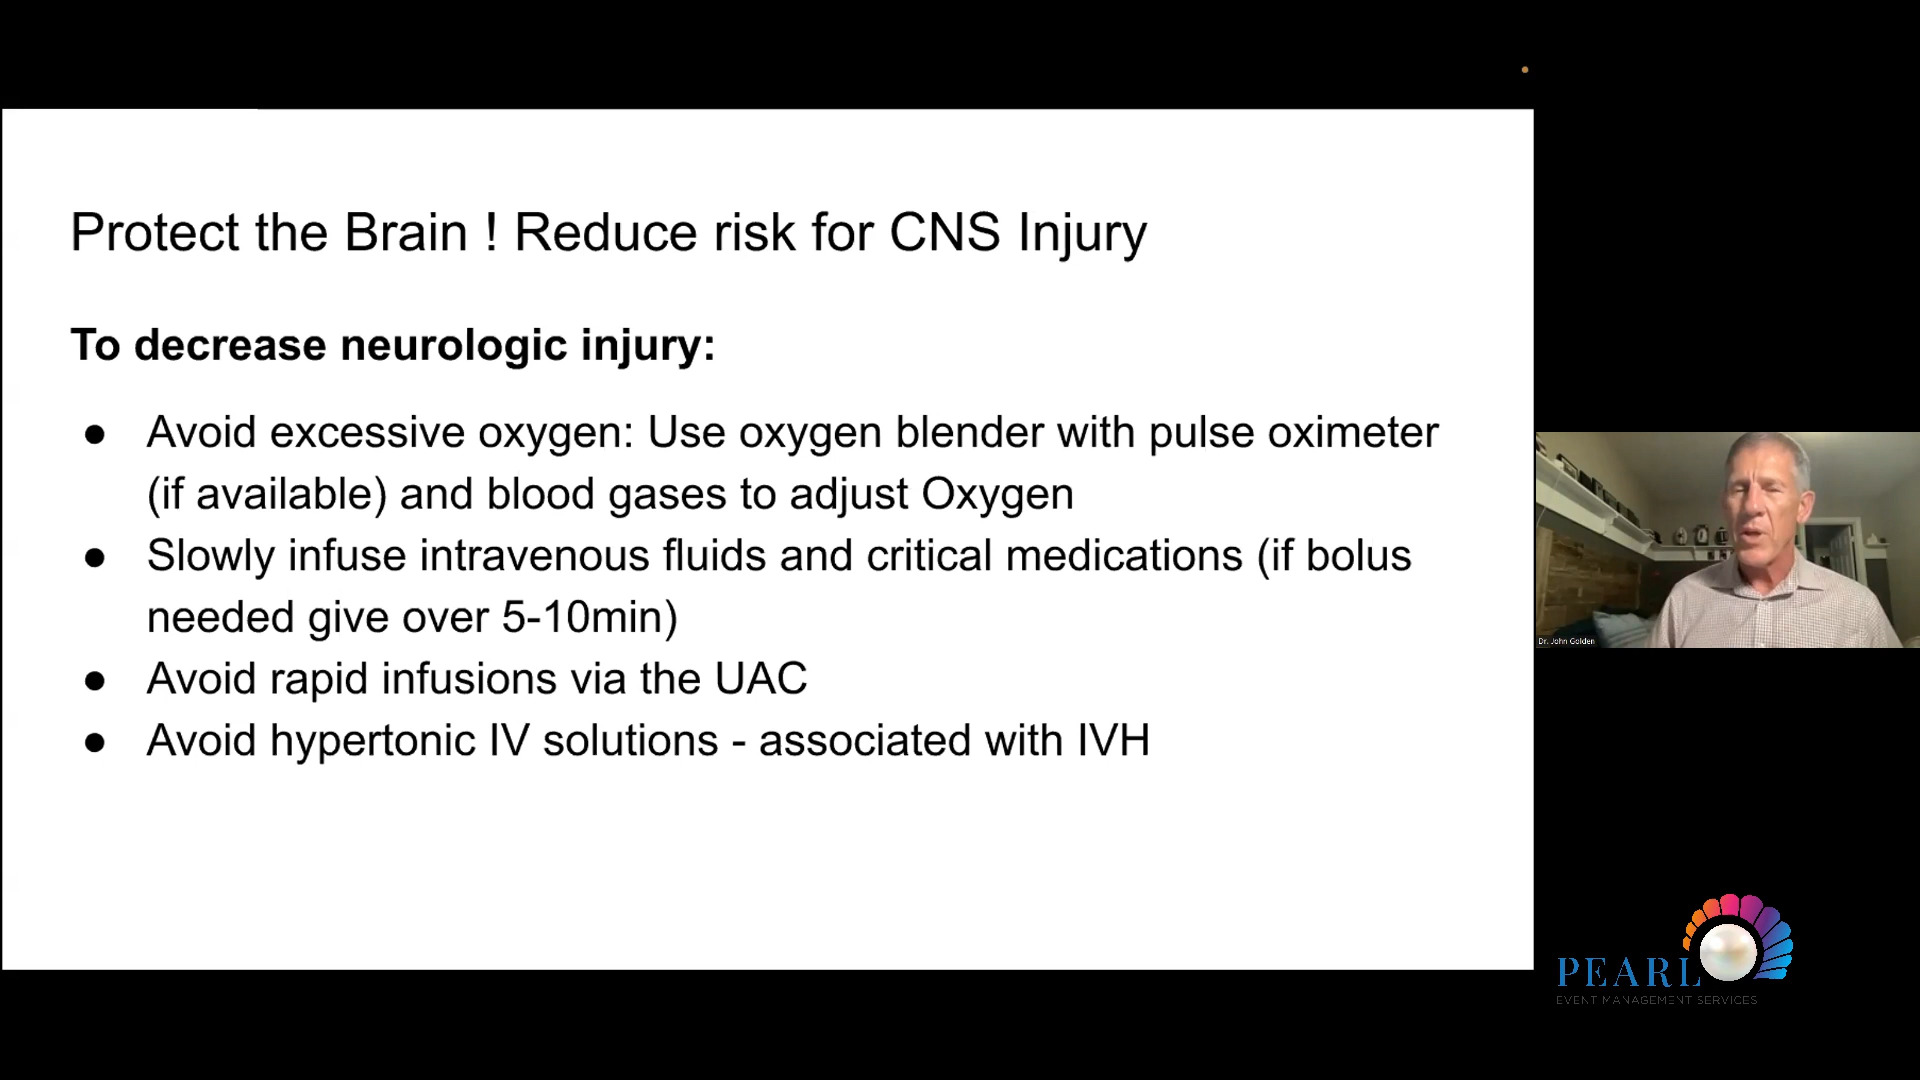 Protect the Brain ! Reduce risk for CNS Injury
To decrease neurologic injury:
● Avoid excessive oxygen: Use oxygen blender with pulse oximeter
(if available) and blood gases to adjust Oxygen
● Slowly infuse intravenous fluids and critical medications (if bolus
needed give over 5-10min)
● Avoid rapid infusions via the UAC
● Avoid hypertonic IV solutions - associated with IVH
Dr. John Golden
PEARL
EVENT MANAGEMENT SERVICES